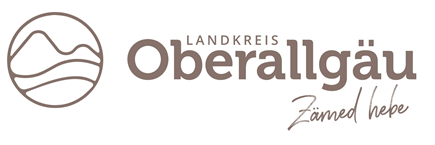 LANDKREIS
Oberallgäu
Zämed hebe